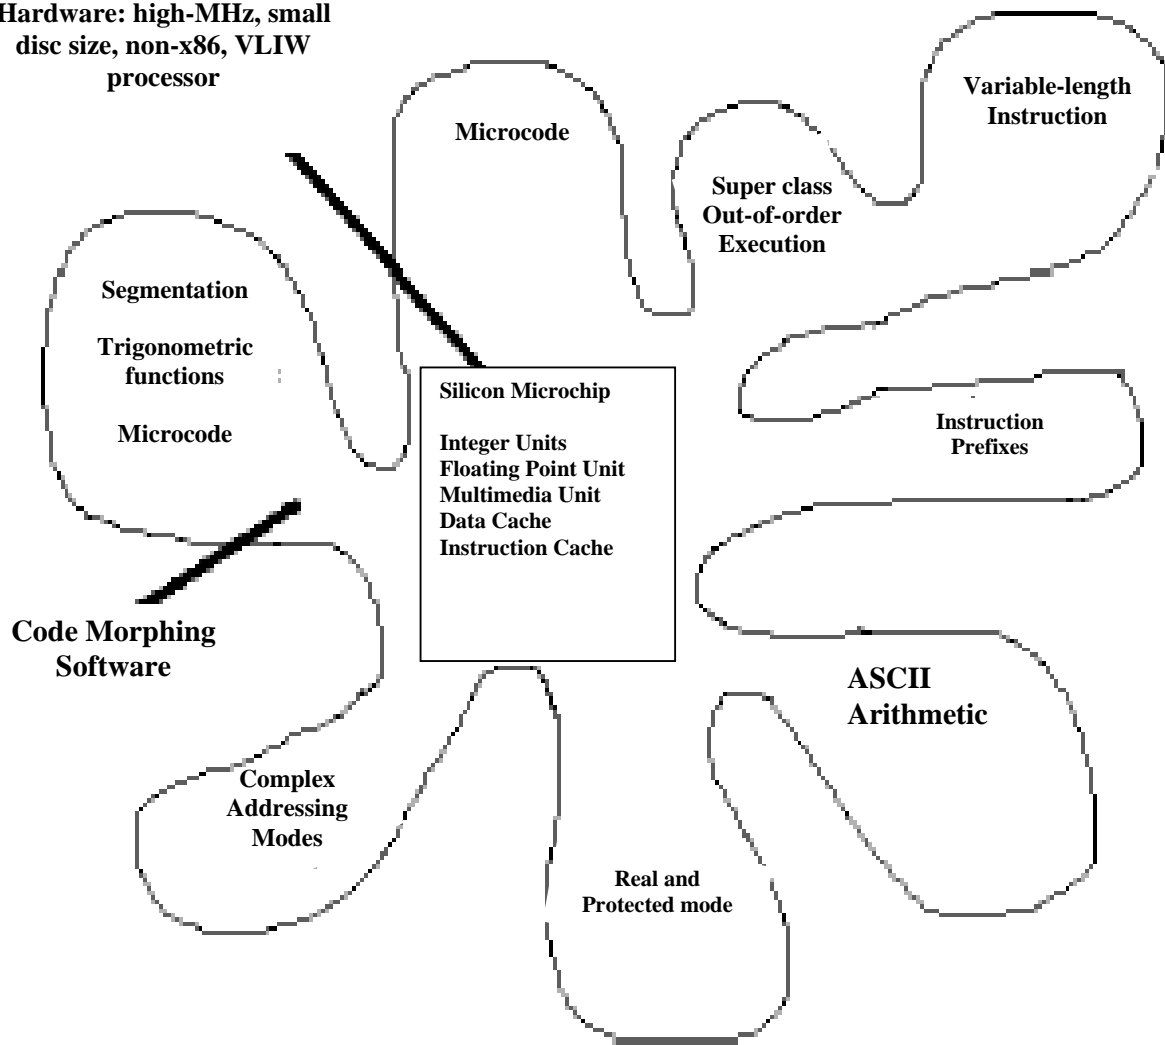 Hardware: high-MHz, small
disc size, non-x86, VLIW
processor
Microcode
Variable-length
Instruction
Super class
Out-of-order
Execution
Segmentation
Trigonometric
functions
Microcode
Silicon Microchip
Integer Units
Floating Point Unit
Multimedia Unit
Data Cache
Instruction Cache
Instruction
Prefixes
Code Morphing
Software
ASCII
Arithmetic
Complex
Addressing
Modes
Real and
Protected mode